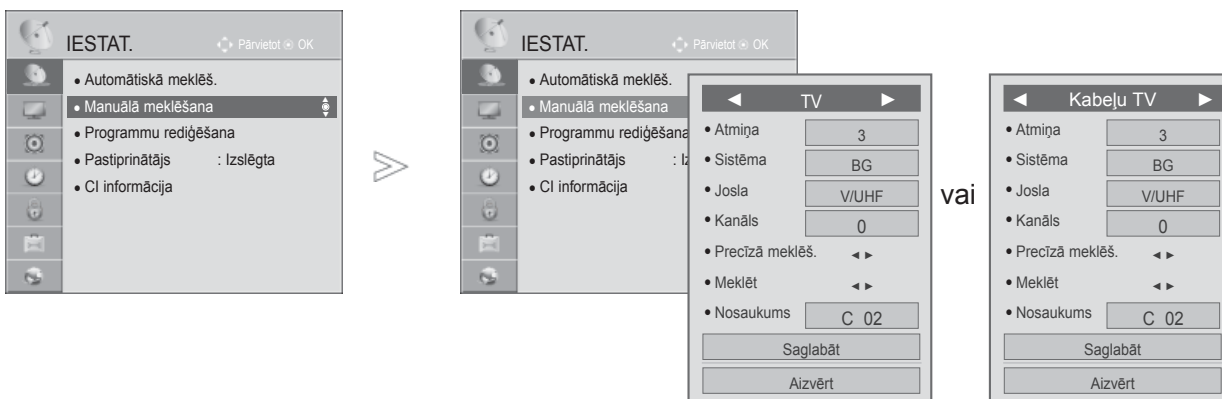 IESTAT. Pārvietot OK
• Automātiskā meklēš.
• Manuālā meklēšana
• Programmu rediģēšana
• Pastiprinātājs : Izslēgta
• CI informācija
IESTAT. Pārvietot OK
• Automātiskā meklēš.
• Manuālā meklēšana
• Programmu rediģēšana
• Pastiprinātājs : Iz
• CI informācija
◄ TV ►
• Atmiņa 3
• Sistēma BG
• Josla V/UHF
• Kanāls 0
• Precīzā meklēš. ◄ ►
• Meklēt ◄ ►
• Nosaukums C 02
Saglabāt
Aizvērt
vai
◄ Kabeļu TV ►
• Atmiņa 3
• Sistēma BG
• Josla V/UHF
• Kanāls 0
• Precīzā meklēš. ◄ ►
• Meklēt ◄ ►
• Nosaukums C 02
Saglabāt
Aizvērt